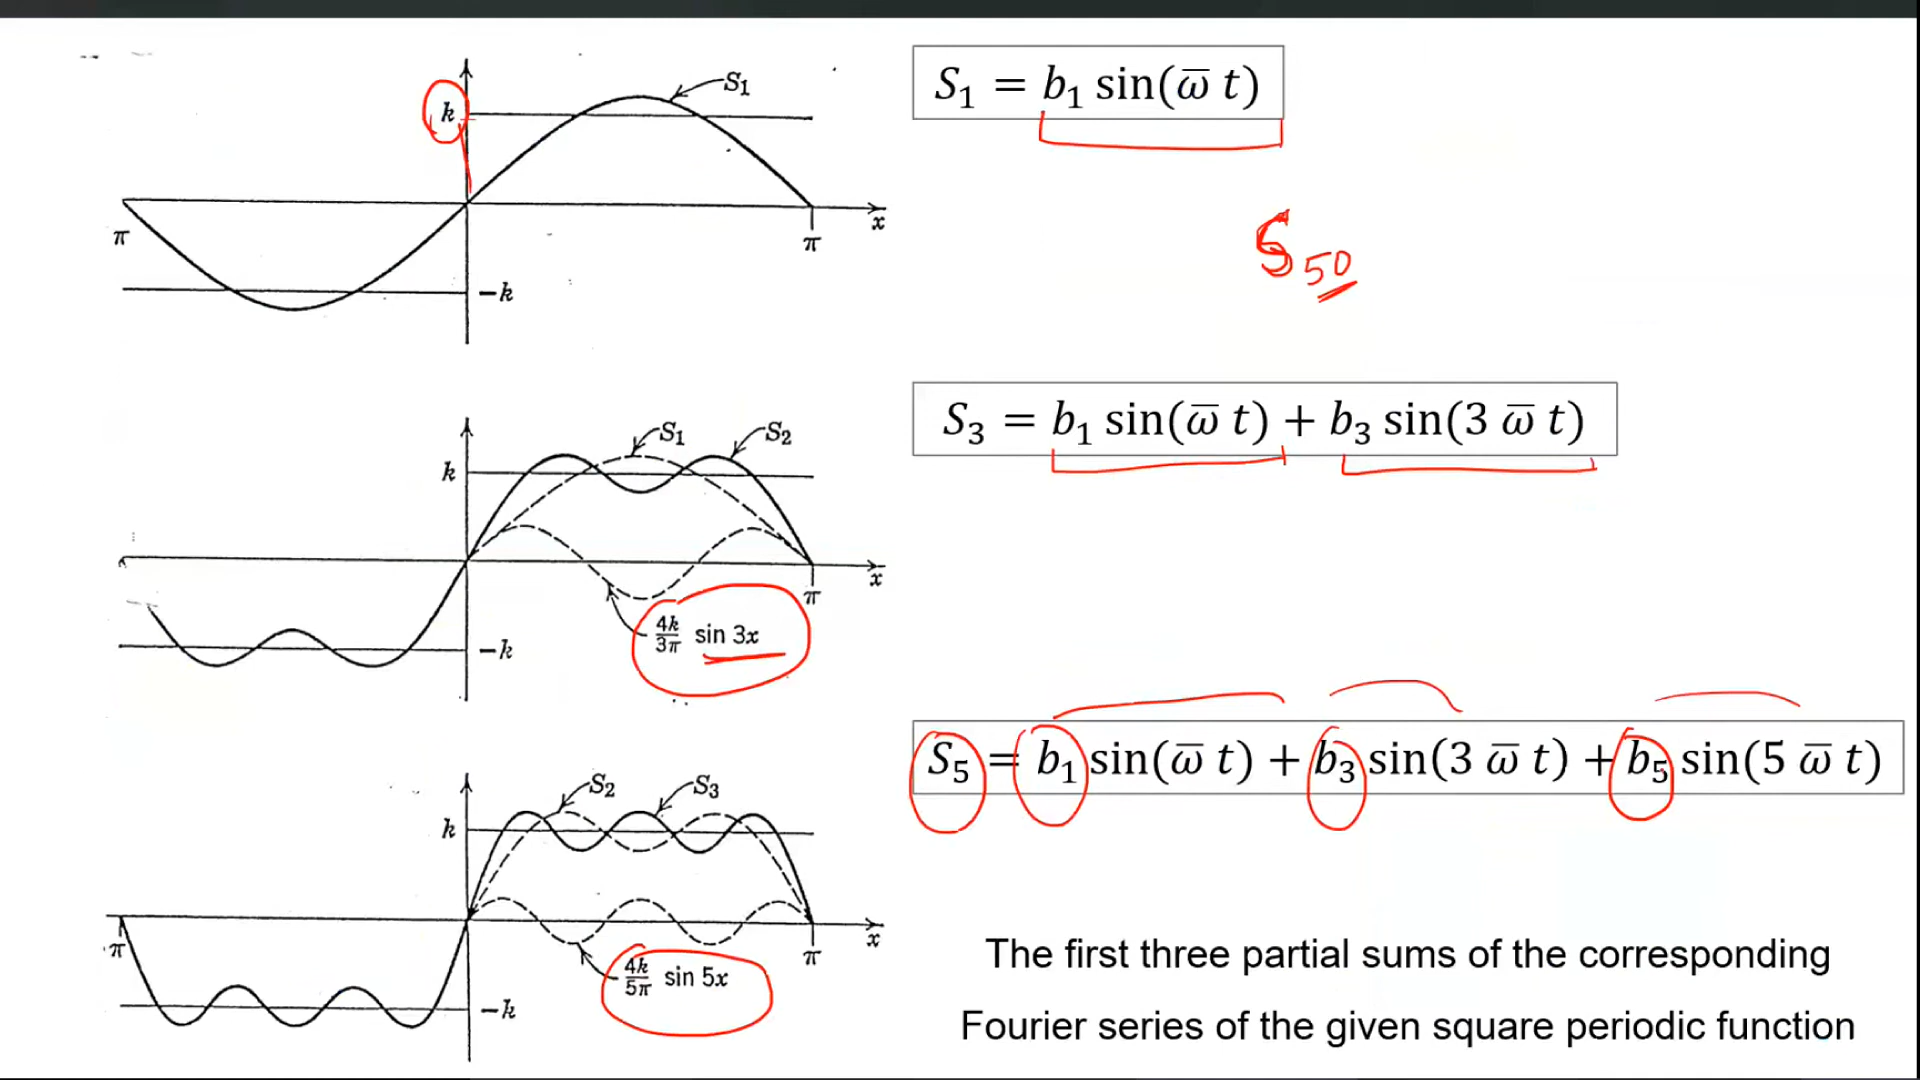 S₁
k
x
π
π
−k
S₁ = b₁ sin(ω̅ t)
S₅₀
S₁
S₂
k
x
π
4k/3π sin 3x
−k
S₃ = b₁ sin(ω̅ t) + b₃ sin(3 ω̅ t)
S₂
S₃
k
x
π
π
4k/5π sin 5x
−k
S₅ = b₁ sin(ω̅ t) + b₃ sin(3 ω̅ t) + b₅ sin(5 ω̅ t)
The first three partial sums of the corresponding
Fourier series of the given square periodic function